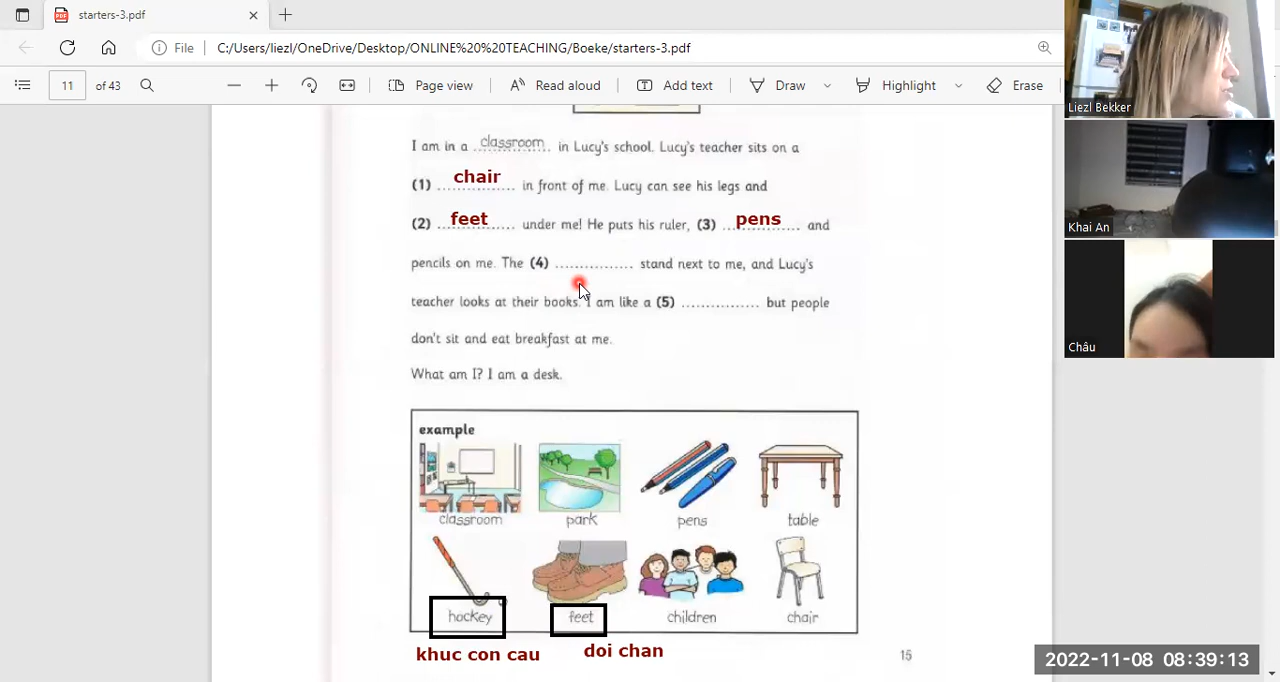 starters-3.pdf
File
C:/Users/liezl/OneDrive/Desktop/ONLINE%20%20TEACHING/Boeke/starters-3.pdf
11 of 43
Page view
Read aloud
Add text
Draw
Highlight
Erase
I am in a classroom in Lucy's school. Lucy's teacher sits on a
(1) chair in front of me. Lucy can see his legs and
(2) feet under me! He puts his ruler, (3) pens and
pencils on me. The (4) ............... stand next to me, and Lucy's
teacher looks at their books. I am like a (5) ............... but people
don't sit and eat breakfast at me.
What am I? I am a desk.
example
classroom park pens table
hockey feet children chair
khuc con cau doi chan
15
Liezl Bekker
Khai An
Châu
2022-11-08 08:39:13